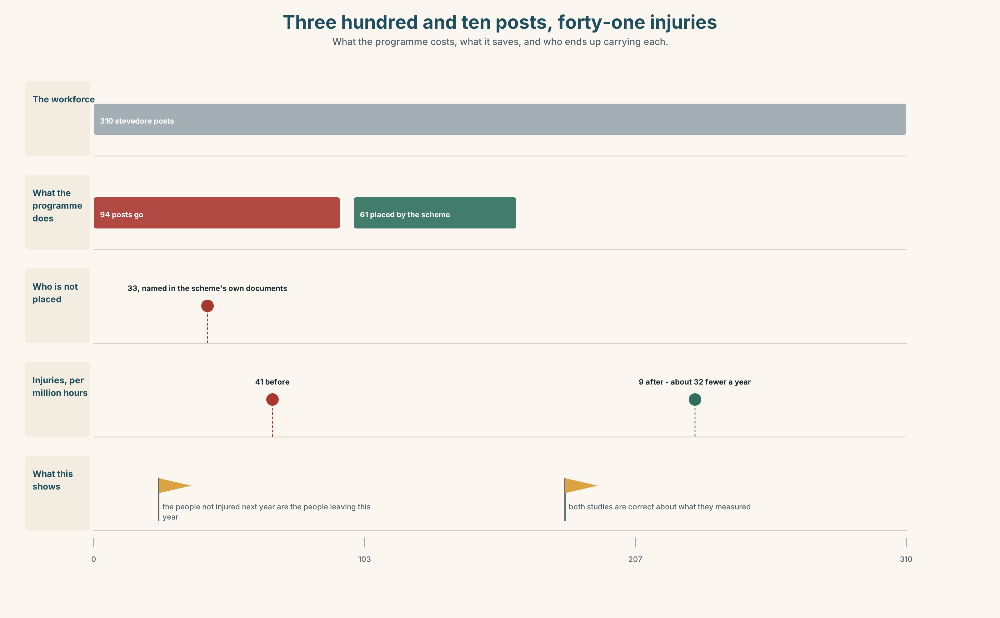 Three hundred and ten posts, forty-one injuries
What the programme costs, what it saves, and who ends up carrying each.
The workforce
310 stevedore posts
What the
programme
does
94 posts go
61 placed by the scheme
Who is not
placed
33, named in the scheme's own documents
Injuries, per
million hours
41 before
9 after - about 32 fewer a year
What this
shows
the people not injured next year are the people leaving this
year
both studies are correct about what they measured
0
103
207
310